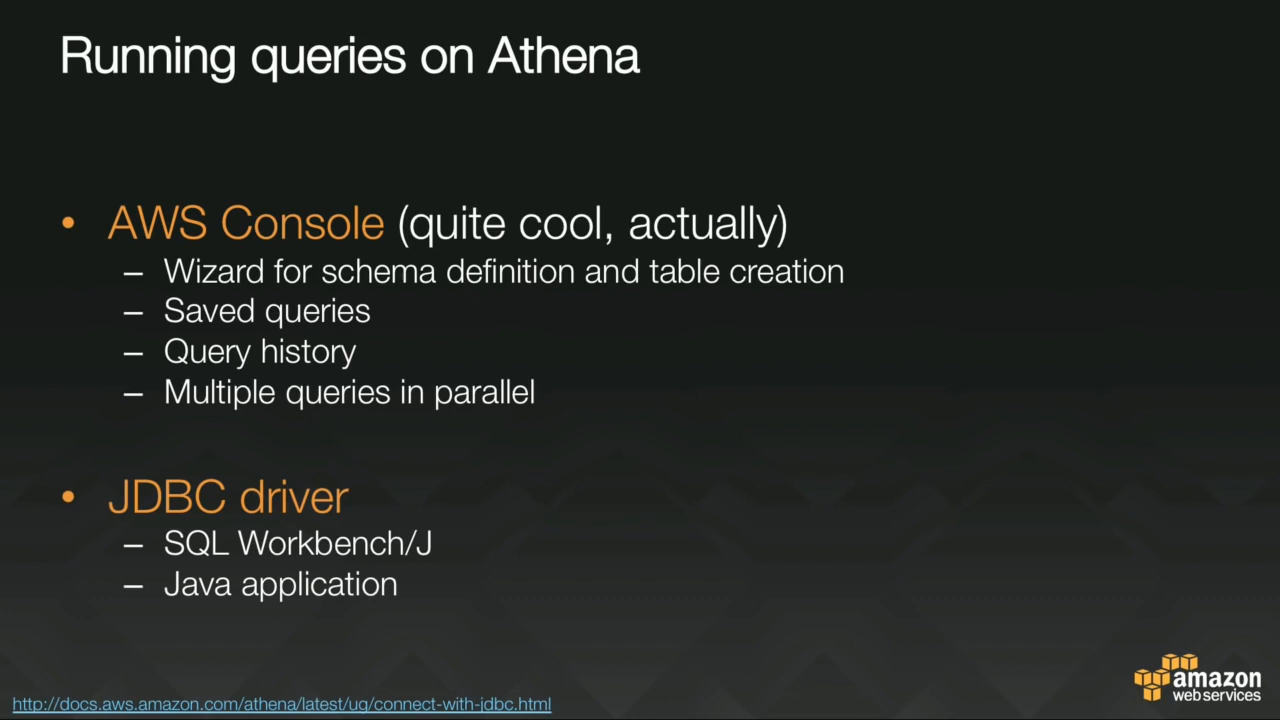 Running queries on Athena
• AWS Console (quite cool, actually)
– Wizard for schema definition and table creation
– Saved queries
– Query history
– Multiple queries in parallel
• JDBC driver
– SQL Workbench/J
– Java application
amazon
web services
http://docs.aws.amazon.com/athena/latest/ug/connect-with-jdbc.html